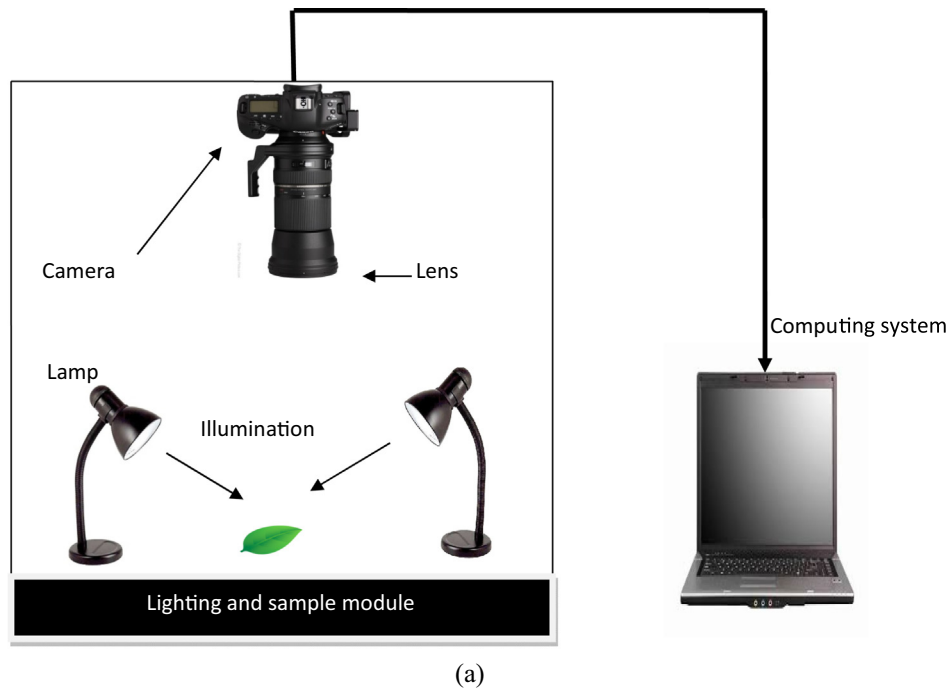 Camera
Lens
Computing system
Lamp
Illumination
Lighting and sample module
(a)